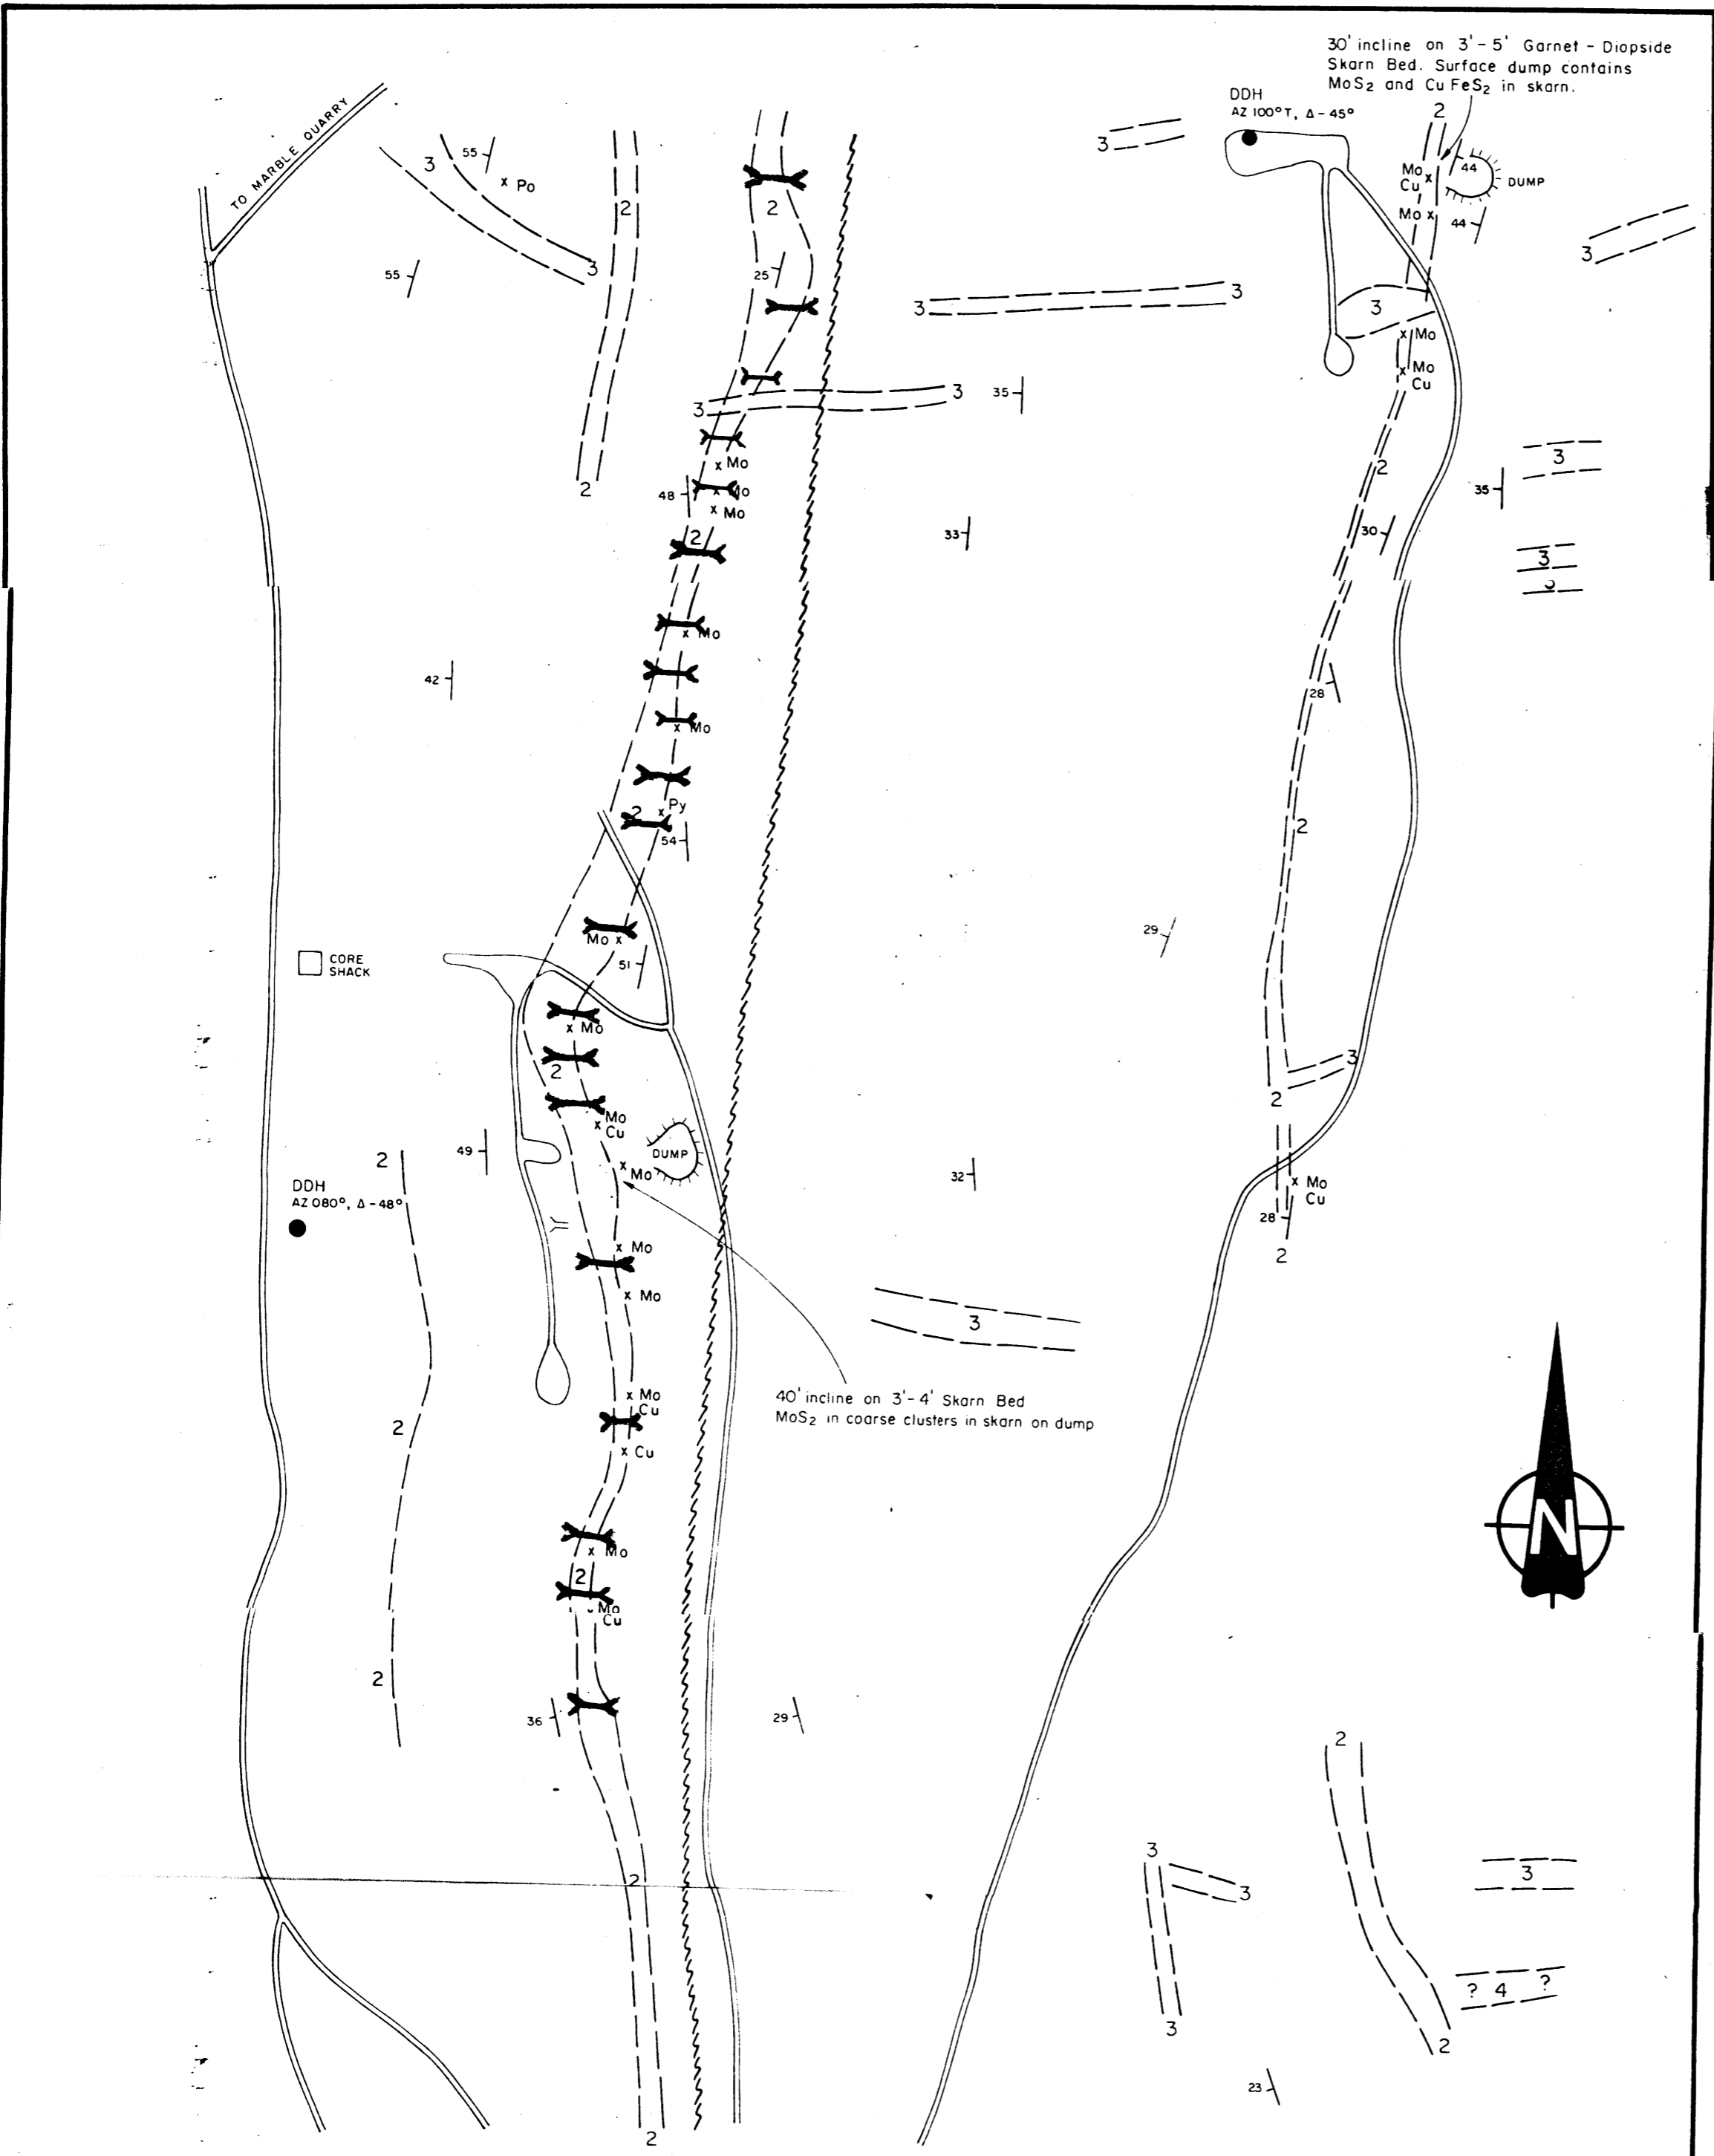 30' incline on 3'-5' Garnet - Diopside
Skarn Bed. Surface dump contains
MoS2 and CuFeS2 in skarn.
DDH
AZ 100°T, Δ-45°
TO MARBLE QUARRY
3
55
Po
2
2
3
2
44
Mo
Cu
DUMP
Mo
44
55
3
25
3
3
3
3
Mo
Mo
Cu
3
3
35
2
Mo
48
Mo
Mo
2
2
33
35
3
30
3
Mo
42
28
Mo
Py
2
54
2
Mo
51
29
CORE
SHACK
Mo
2
3
2
Mo
Cu
49
DUMP
Mo
2
32
Mo
Cu
DDH
AZ 080°, Δ-48°
28
2
Mo
Mo
3
40' incline on 3'-4' Skarn Bed
MoS2 in coarse clusters in skarn on dump
Mo
Cu
2
Cu
N
Mo
2
Mo
Cu
2
36
29
2
3
3
3
2
? 4 ?
3
2
23
2